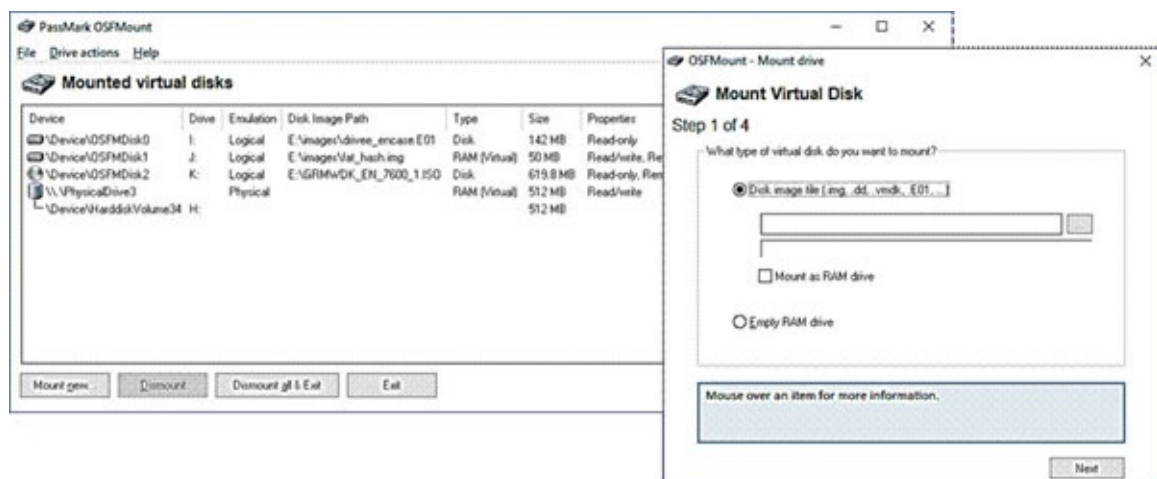 PassMark OSFMount
File Drive actions Help
Mounted virtual disks
Device Drive Emulation Disk Image Path Type Size Properties
\Device\OSFMDisk0 I: Logical E:\images\drivee_encase.E01 Disk 142 MB Read-only
\Device\OSFMDisk1 J: Logical E:\images\fat_hash.img RAM (Virtual) 50 MB Read/write, Re
\Device\OSFMDisk2 K: Logical E:\GRMWDK_EN_7600_1.ISO Disk 619.8 MB Read-only, Rem
\\.\PhysicalDrive3 Physical RAM (Virtual) 512 MB Read/write
\Device\HarddiskVolume34 H: 512 MB
Mount new... Dismount Dismount all & Exit Exit
OSFMount - Mount drive
Mount Virtual Disk
Step 1 of 4
What type of virtual disk do you want to mount?
Disk image file (.img, .dd, .vmdk, .E01, ...)
...
Mount as RAM drive
Empty RAM drive
Mouse over an item for more information.
Next